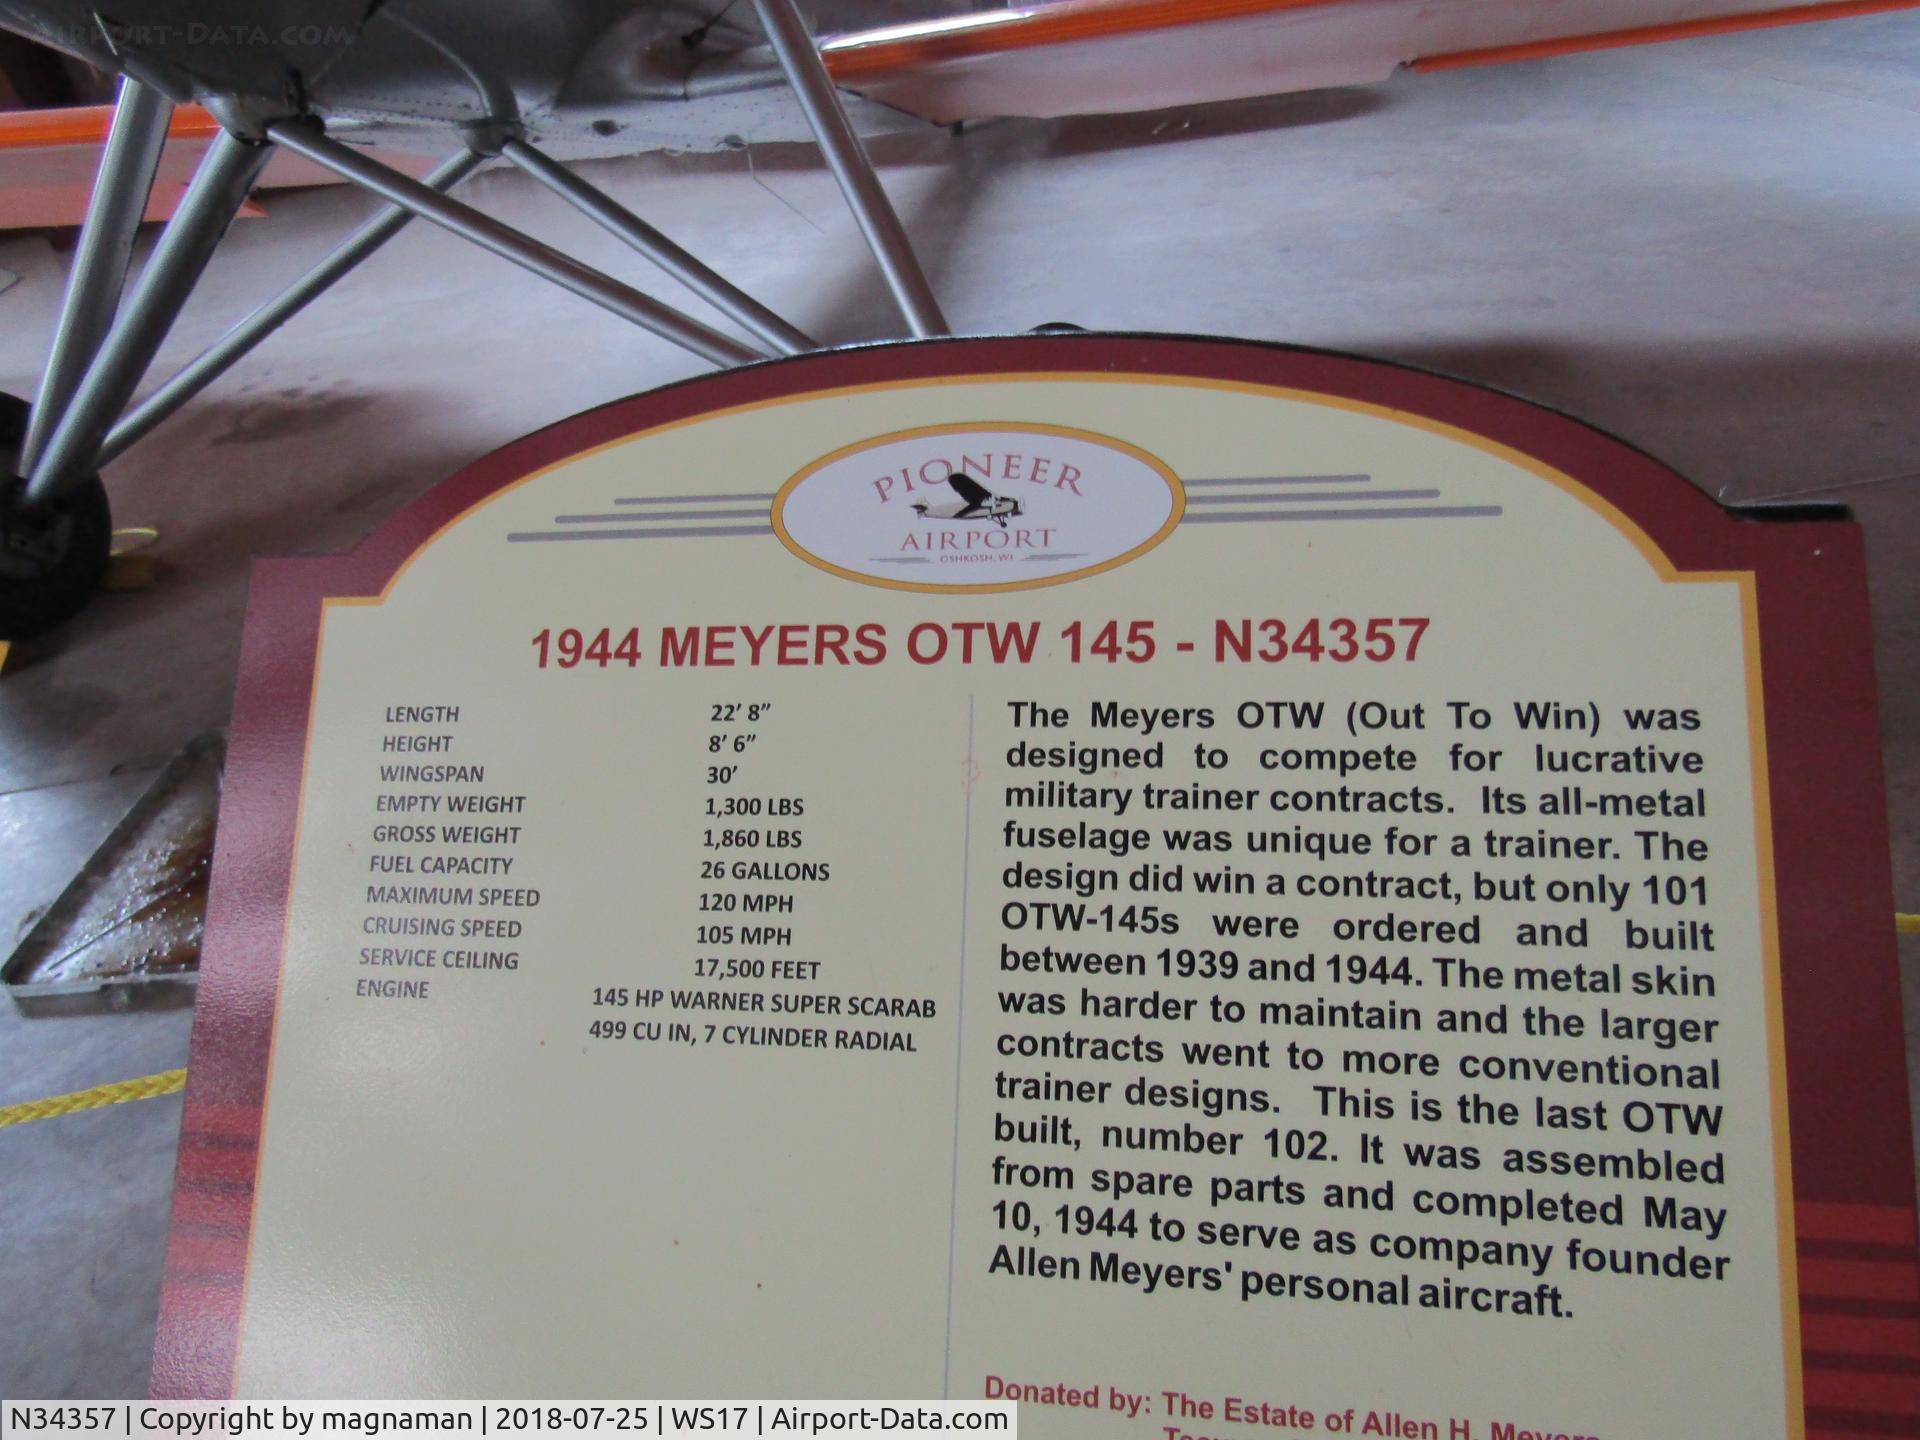 AIRPORT-DATA.COM
PIONEER
AIRPORT
OSHKOSH, WI
1944 MEYERS OTW 145 - N34357
LENGTH 22’ 8”
HEIGHT 8’ 6”
WINGSPAN 30’
EMPTY WEIGHT 1,300 LBS
GROSS WEIGHT 1,860 LBS
FUEL CAPACITY 26 GALLONS
MAXIMUM SPEED 120 MPH
CRUISING SPEED 105 MPH
SERVICE CEILING 17,500 FEET
ENGINE 145 HP WARNER SUPER SCARAB
499 CU IN, 7 CYLINDER RADIAL
The Meyers OTW (Out To Win) was
designed to compete for lucrative
military trainer contracts. Its all-metal
fuselage was unique for a trainer. The
design did win a contract, but only 101
OTW-145s were ordered and built
between 1939 and 1944. The metal skin
was harder to maintain and the larger
contracts went to more conventional
trainer designs. This is the last OTW
built, number 102. It was assembled
from spare parts and completed May
10, 1944 to serve as company founder
Allen Meyers' personal aircraft.
Donated by: The Estate of Allen H. Meyers
N34357 | Copyright by magnaman | 2018-07-25 | WS17 | Airport-Data.com